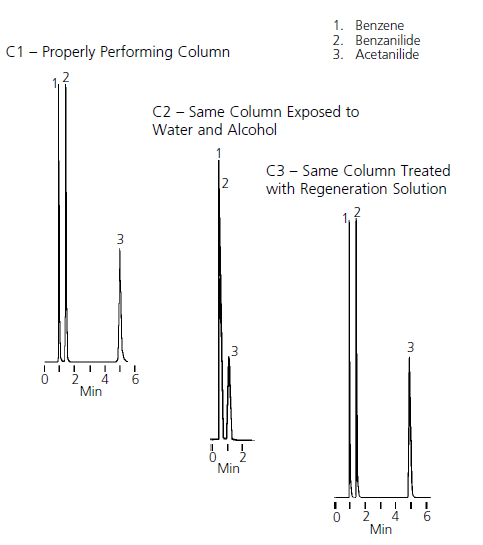 1. Benzene
2. Benzanilide
3. Acetanilide
C1 – Properly Performing Column
1 2
3
0 2 4 6
Min
C2 – Same Column Exposed to
Water and Alcohol
1
2
3
0 2
Min
C3 – Same Column Treated
with Regeneration Solution
1 2
3
0 2 4 6
Min